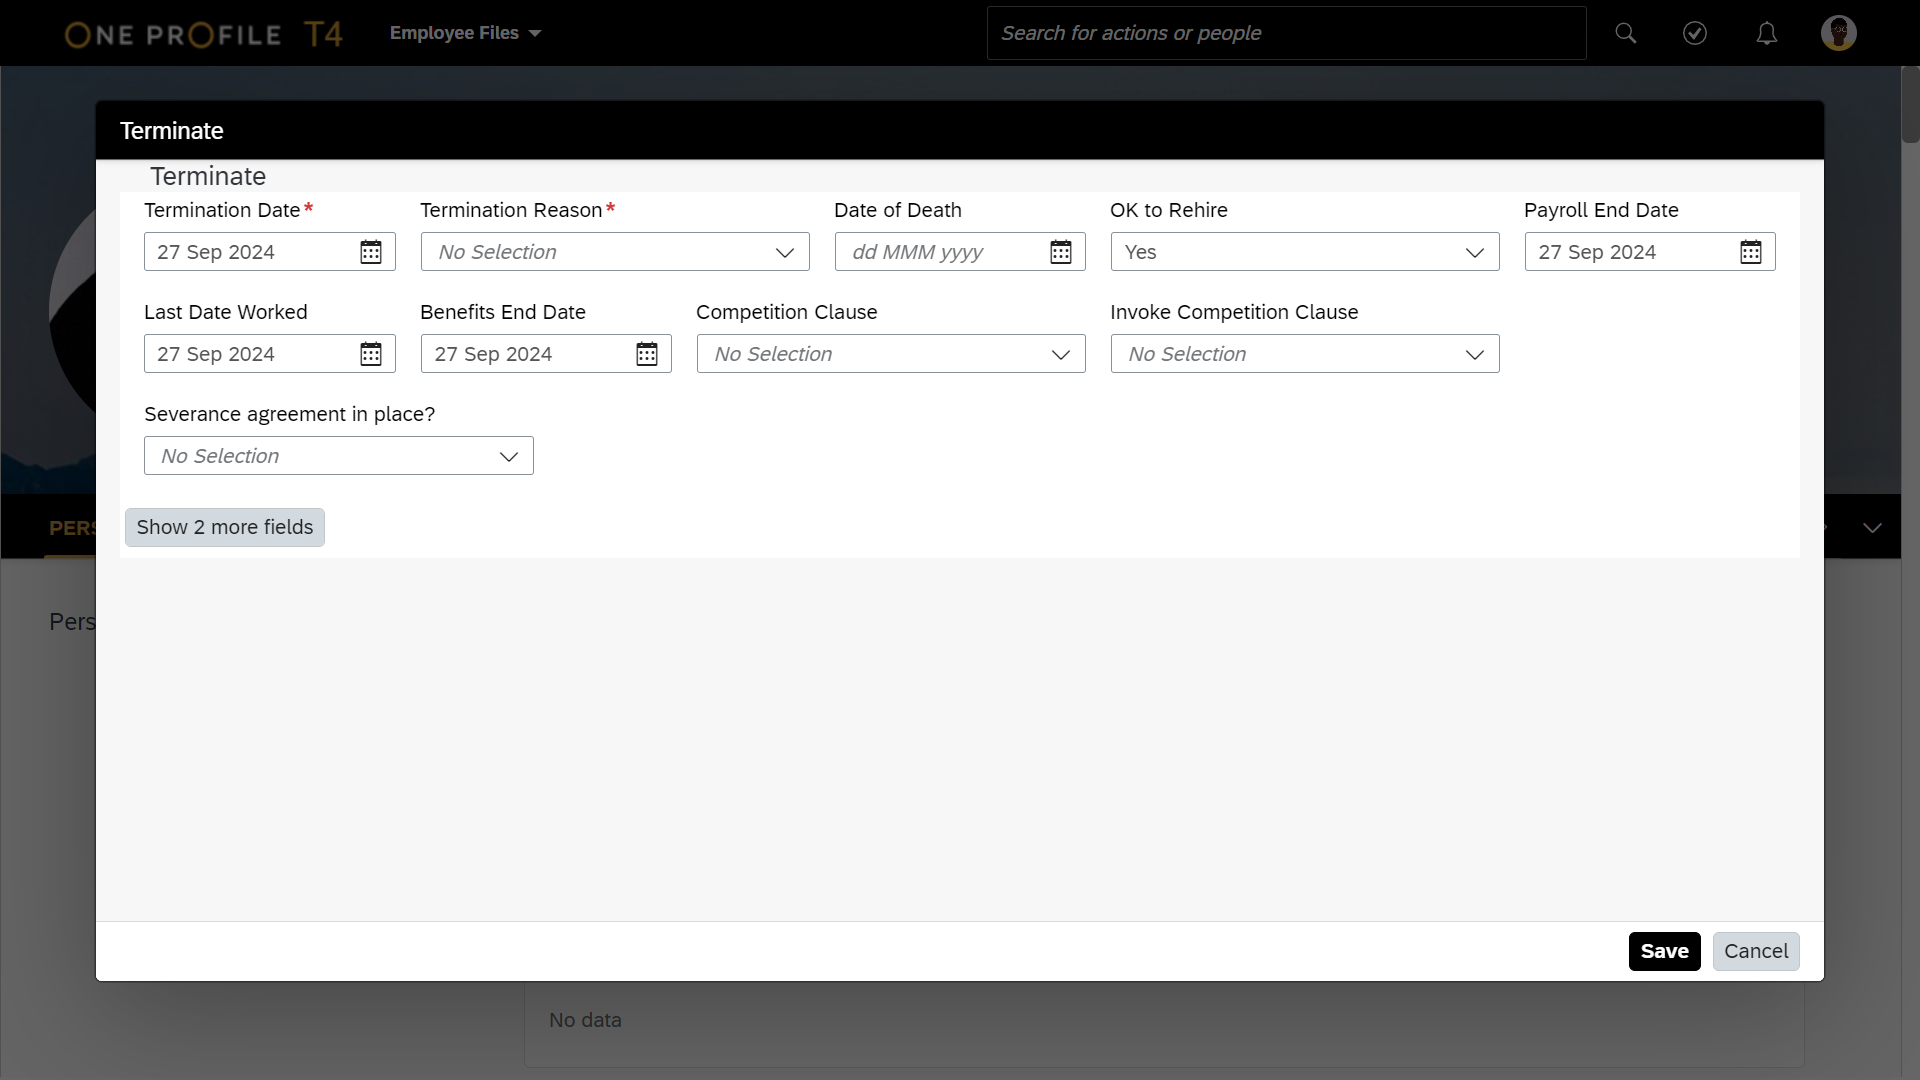 ONE PROFILE T4
Employee Files
Search for actions or people
Terminate
Terminate
Termination Date*
Termination Reason*
Date of Death
OK to Rehire
Payroll End Date
27 Sep 2024
No Selection
dd MMM yyyy
Yes
27 Sep 2024
Last Date Worked
Benefits End Date
Competition Clause
Invoke Competition Clause
27 Sep 2024
27 Sep 2024
No Selection
No Selection
Severance agreement in place?
No Selection
Show 2 more fields
PERS
Pers
Save
Cancel
No data